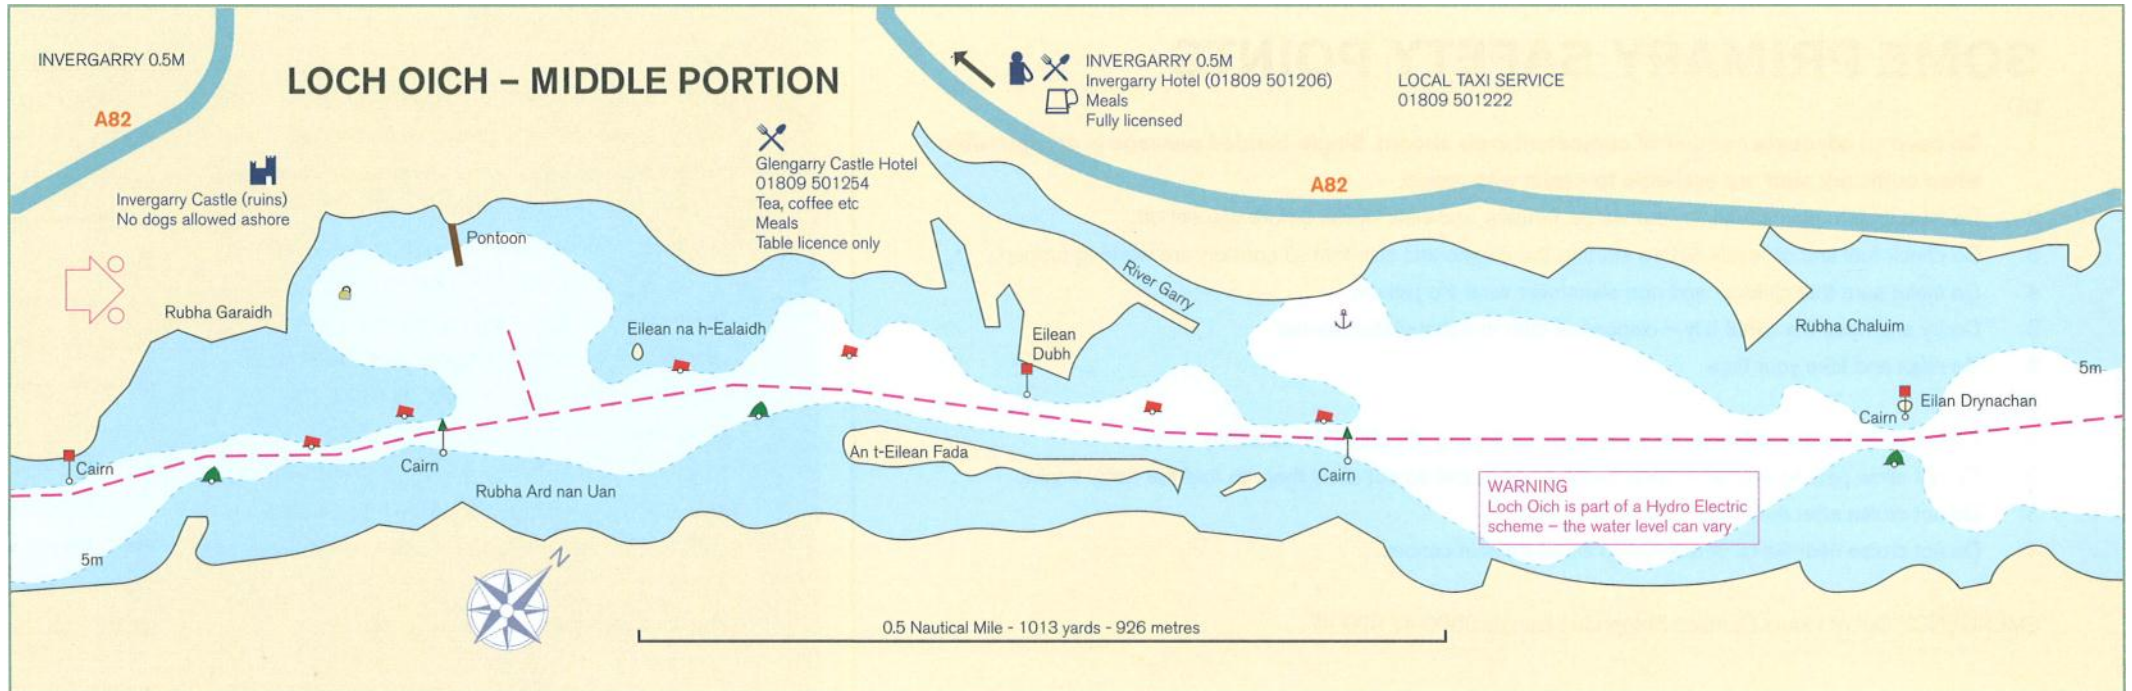 INVERGARRY 0.5M
A82
LOCH OICH – MIDDLE PORTION
INVERGARRY 0.5M
Invergarry Hotel (01809 501206)
Meals
Fully licensed
LOCAL TAXI SERVICE
01809 501222
A82
Invergarry Castle (ruins)
No dogs allowed ashore
Glengarry Castle Hotel
01809 501254
Tea, coffee etc
Meals
Table licence only
Pontoon
River Garry
Rubha Garaidh
Eilean na h-Ealaidh
Eilean
Dubh
Rubha Chaluim
5m
Eilan Drynachan
Cairn
Cairn
Cairn
An t-Eilean Fada
Cairn
Rubha Ard nan Uan
WARNING
Loch Oich is part of a Hydro Electric
scheme – the water level can vary
5m
N
0.5 Nautical Mile - 1013 yards - 926 metres